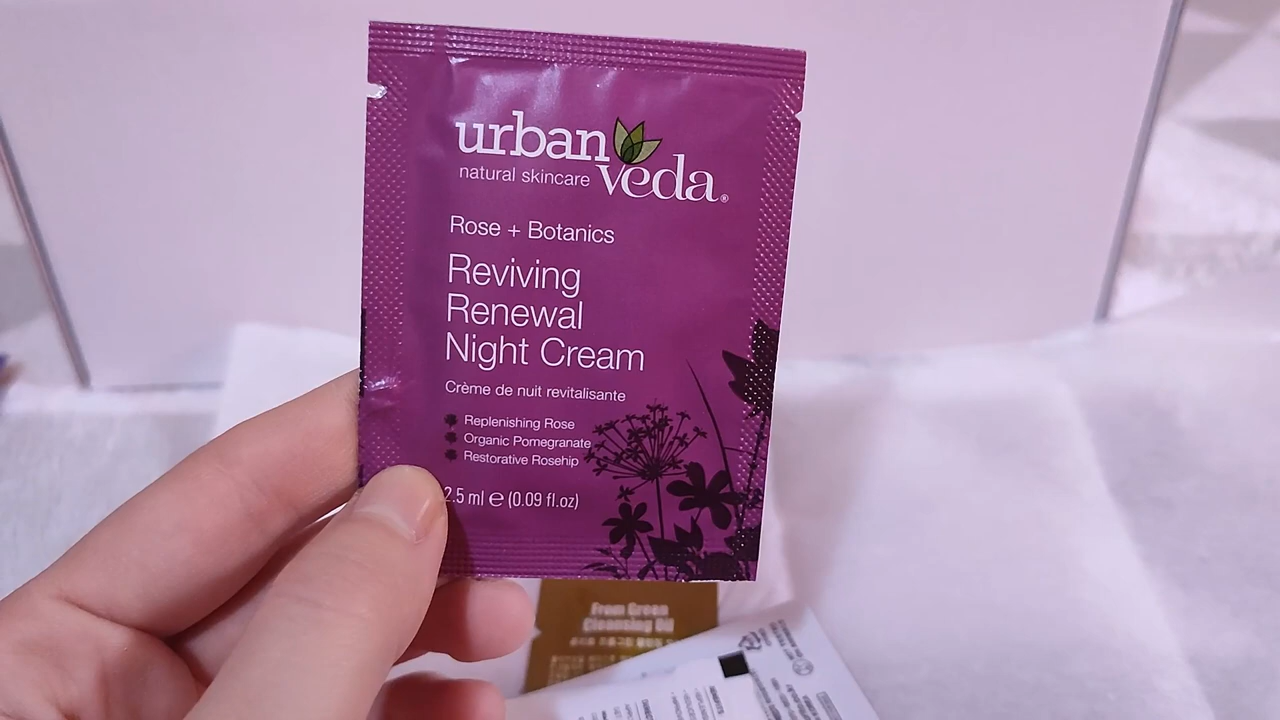 urban
natural skincare veda®
Rose + Botanics
Reviving
Renewal
Night Cream
Crème de nuit revitalisante
Replenishing Rose
Organic Pomegranate
Restorative Rosehip
2.5 ml ℮ (0.09 fl.oz)
From Green
Cleansing Oil